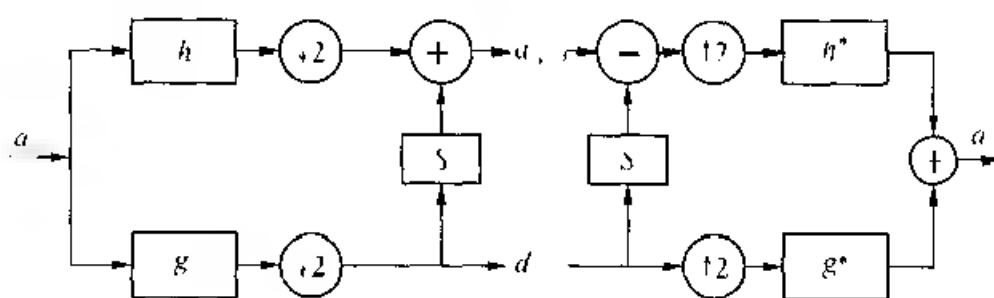 h ↓2 + a, − ↑2 h*
a S S + a
g ↓2 d ↑2 g*